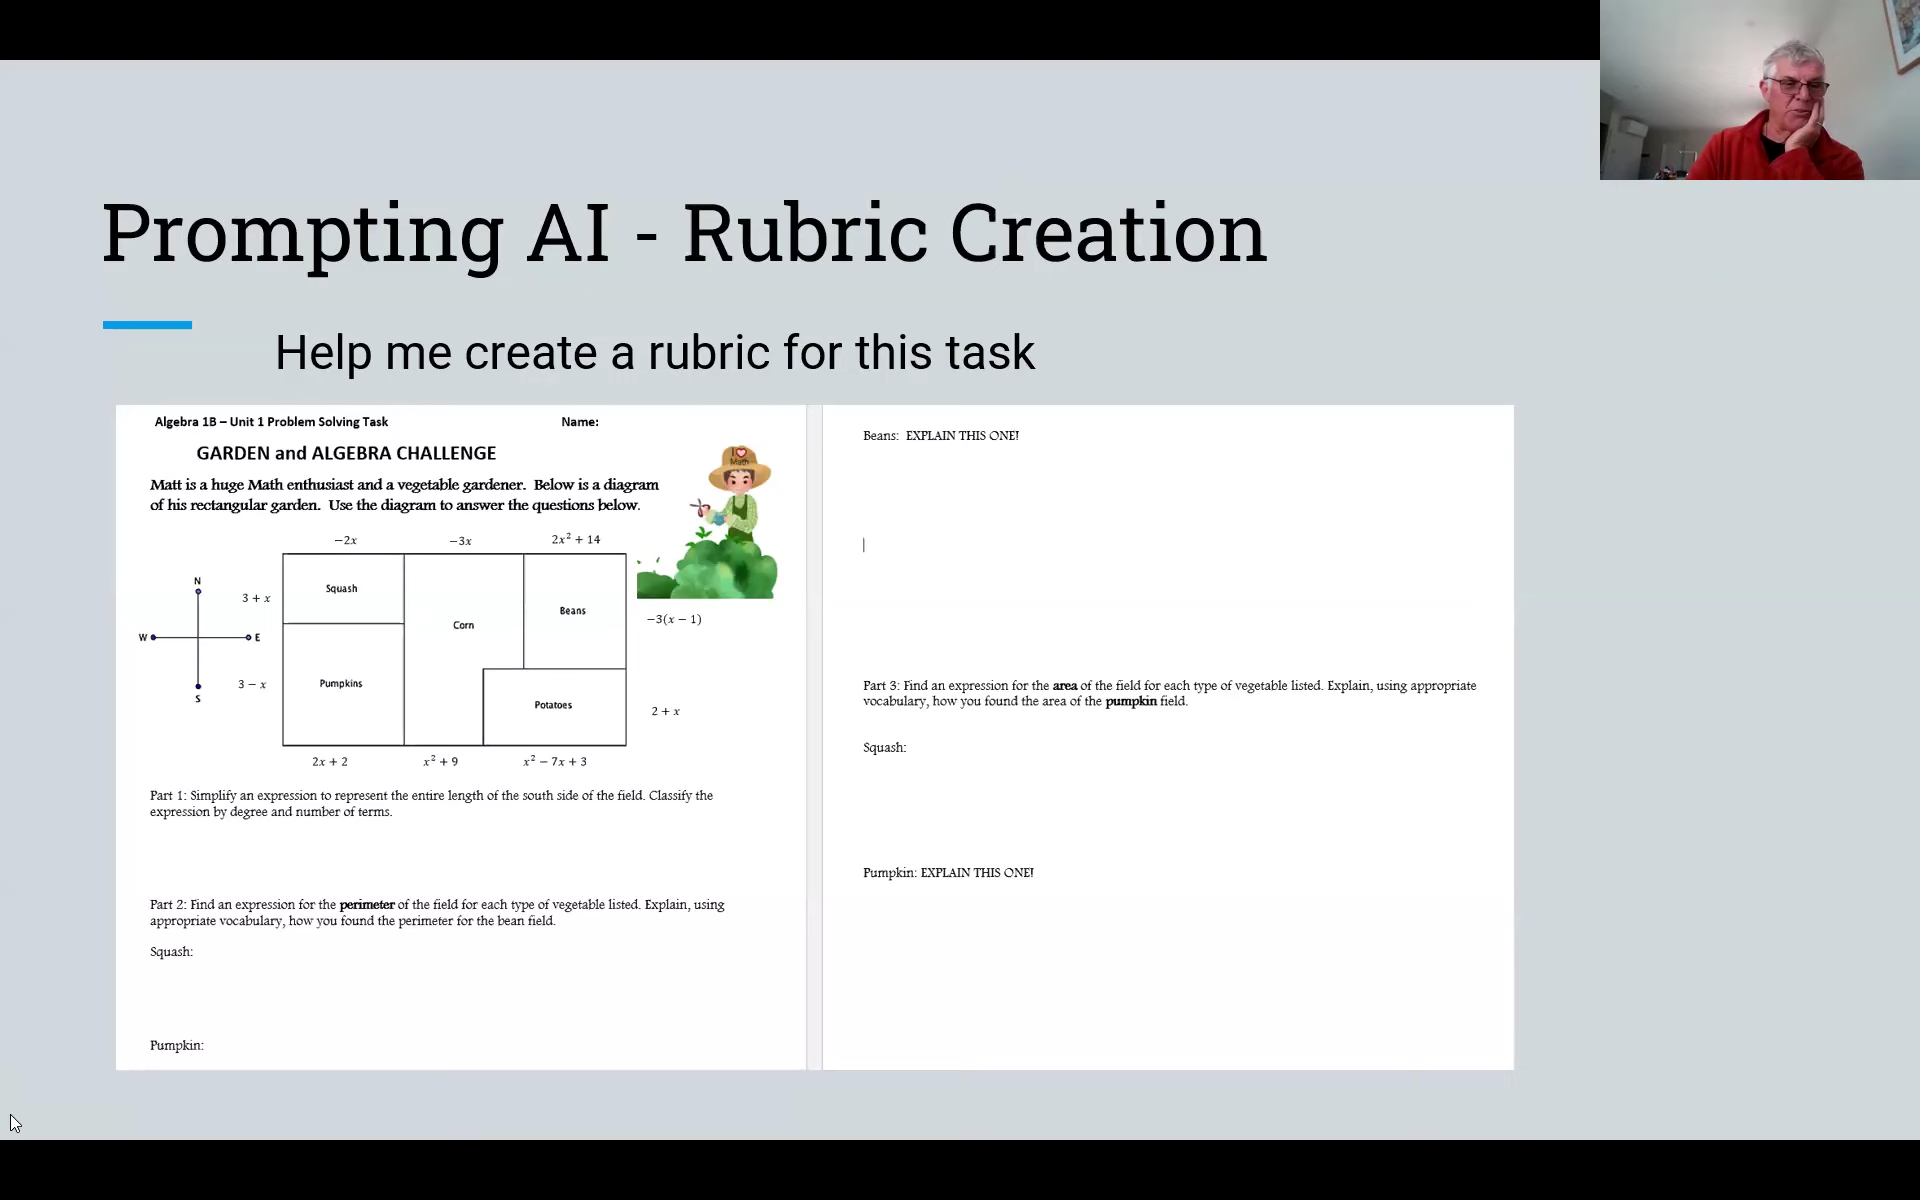 Prompting AI - Rubric Creation
Help me create a rubric for this task
Algebra 1B – Unit 1 Problem Solving Task Name:
GARDEN and ALGEBRA CHALLENGE
Matt is a huge Math enthusiast and a vegetable gardener. Below is a diagram
of his rectangular garden. Use the diagram to answer the questions below.
I ♥
Math
−2x −3x 2x² + 14
N
W E
S
3 + x
3 − x
Squash
Corn
Beans
Pumpkins
Potatoes
−3(x − 1)
2 + x
2x + 2 x² + 9 x² − 7x + 3
Part 1: Simplify an expression to represent the entire length of the south side of the field. Classify the
expression by degree and number of terms.
Part 2: Find an expression for the perimeter of the field for each type of vegetable listed. Explain, using
appropriate vocabulary, how you found the perimeter for the bean field.
Squash:
Pumpkin:
Beans: EXPLAIN THIS ONE!
Part 3: Find an expression for the area of the field for each type of vegetable listed. Explain, using appropriate
vocabulary, how you found the area of the pumpkin field.
Squash:
Pumpkin: EXPLAIN THIS ONE!